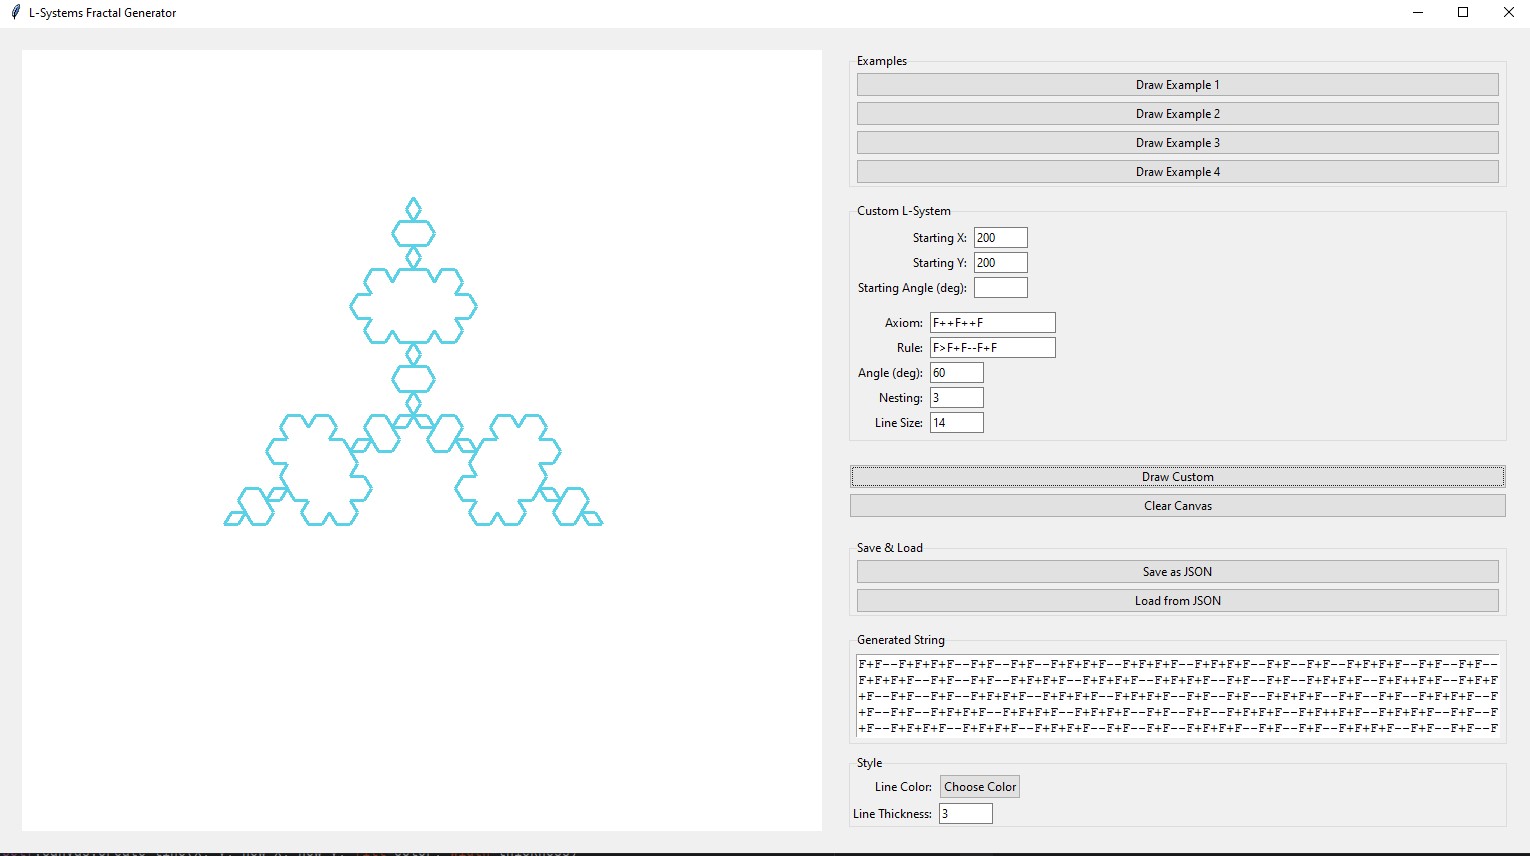 L-Systems Fractal Generator
Examples
Draw Example 1
Draw Example 2
Draw Example 3
Draw Example 4
Custom L-System
Starting X: 200
Starting Y: 200
Starting Angle (deg):
Axiom: F++F++F
Rule: F>F+F--F+F
Angle (deg): 60
Nesting: 3
Line Size: 14
Draw Custom
Clear Canvas
Save & Load
Save as JSON
Load from JSON
Generated String
F+F--F+F+F+F--F+F--F+F--F+F+F+F--F+F+F+F--F+F+F+F--F+F--F+F--F+F+F+F--F+F--F+F--
F+F+F+F--F+F--F+F--F+F+F+F--F+F+F+F--F+F+F+F--F+F--F+F--F+F+F+F--F+F++F+F--F+F+F
+F--F+F--F+F--F+F+F+F--F+F+F+F--F+F+F+F--F+F--F+F--F+F+F+F--F+F--F+F--F+F+F+F--F
+F--F+F--F+F+F+F--F+F+F+F--F+F+F+F--F+F--F+F--F+F+F+F--F+F++F+F--F+F+F+F--F+F--F
+F--F+F+F+F--F+F+F+F--F+F+F+F--F+F--F+F--F+F+F+F--F+F--F+F--F+F+F+F--F+F--F+F--F
Style
Line Color: Choose Color
Line Thickness: 3